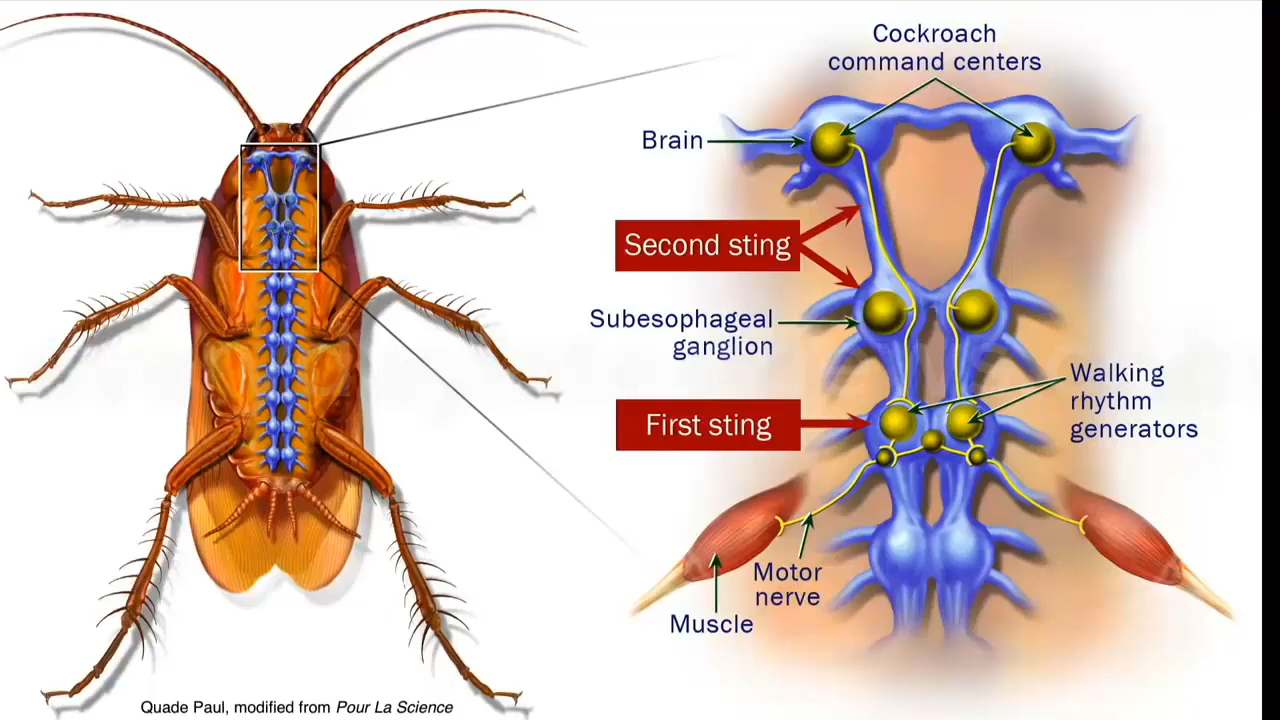 Cockroach
command centers
Brain
Second sting
Subesophageal
ganglion
Walking
rhythm
generators
First sting
Motor
nerve
Muscle
Quade Paul, modified from Pour La Science